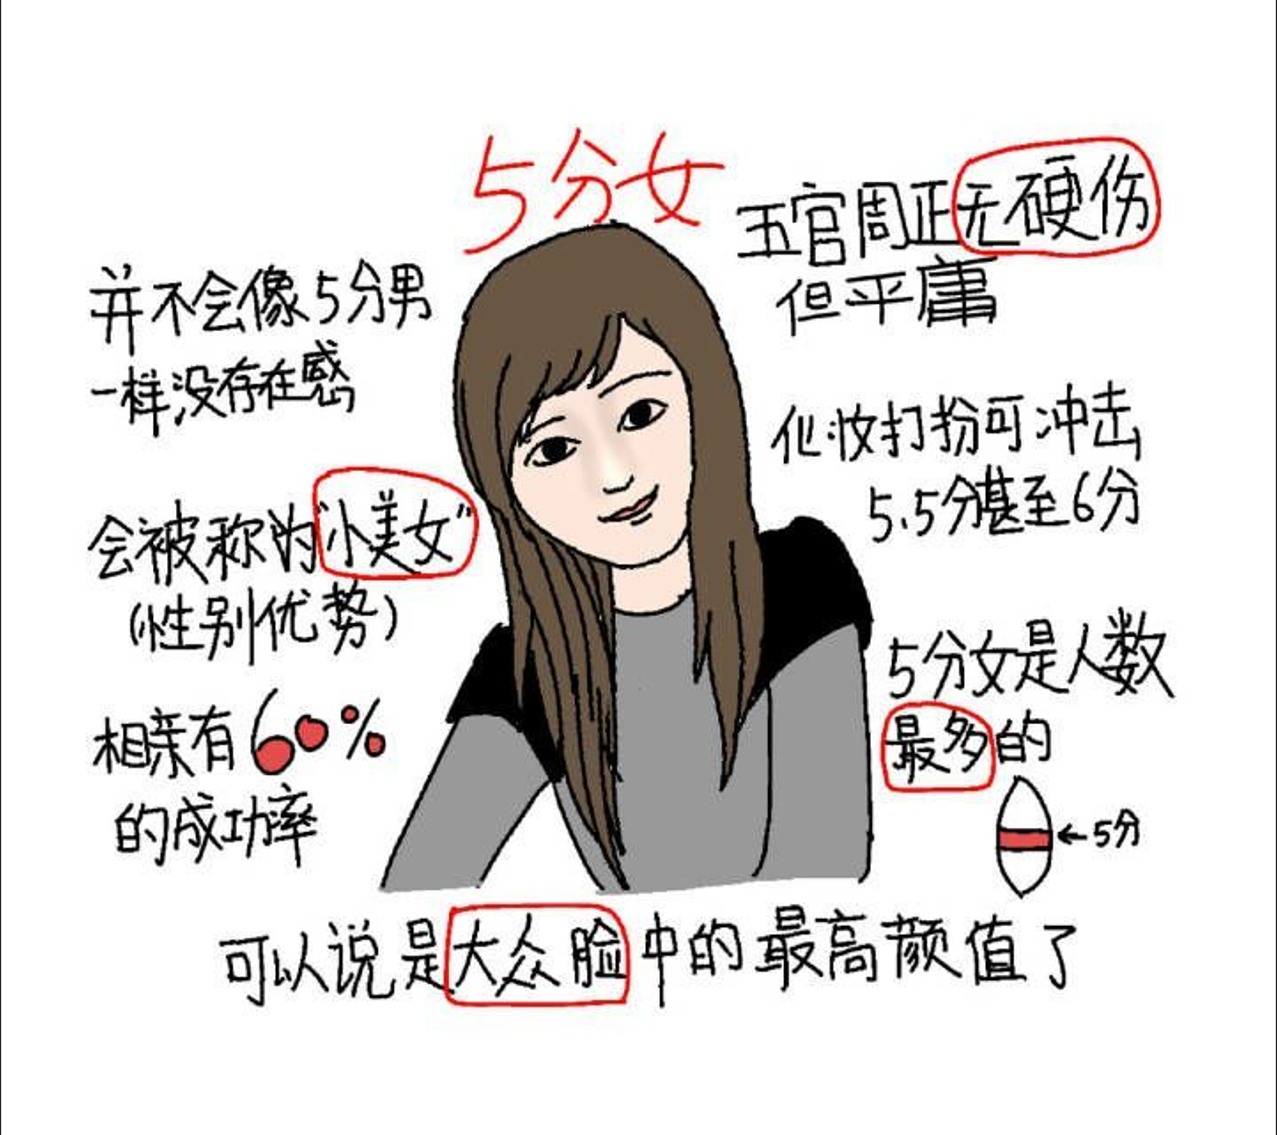 5分女
五官周正无硬伤
但平庸
并不会像5分男
一样没存在感
化妆打扮可冲击
5.5分甚至6分
会被称为"小美女"
(性别优势)
5分女是人数
最多的
←5分
相亲有60%
的成功率
可以说是大众脸中的最高颜值了